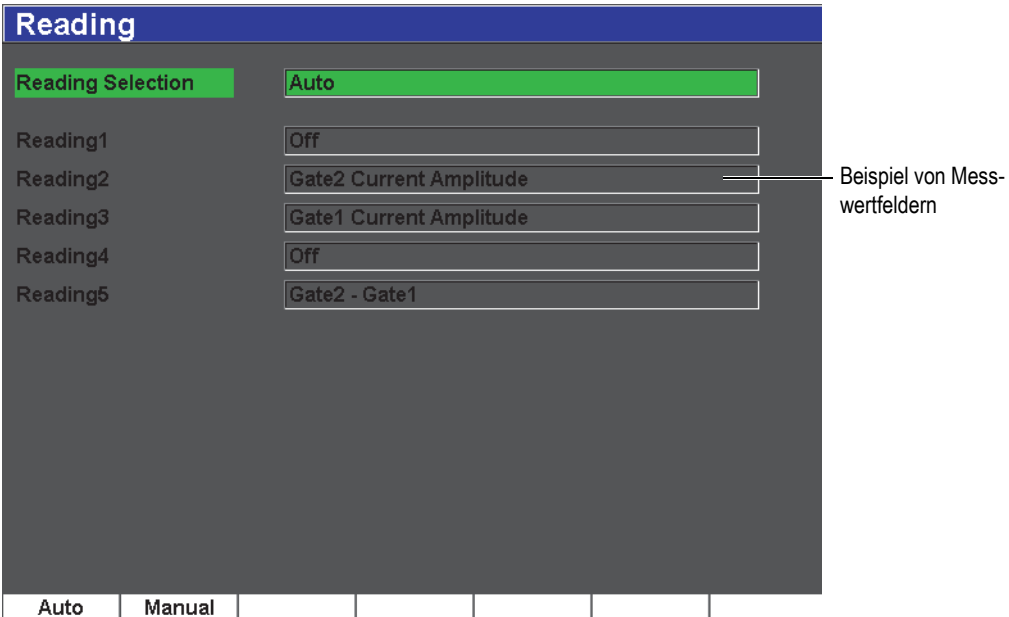 Reading
Reading Selection Auto
Reading1 Off
Reading2 Gate2 Current Amplitude
Reading3 Gate1 Current Amplitude
Reading4 Off
Reading5 Gate2 - Gate1
Beispiel von Mess-
wertfeldern
Auto Manual